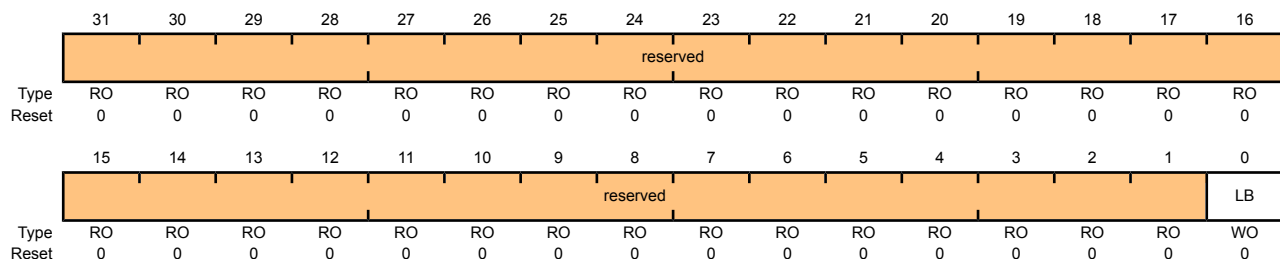 31 30 29 28 27 26 25 24 23 22 21 20 19 18 17 16
reserved
Type RO RO RO RO RO RO RO RO RO RO RO RO RO RO RO RO
Reset 0 0 0 0 0 0 0 0 0 0 0 0 0 0 0 0
15 14 13 12 11 10 9 8 7 6 5 4 3 2 1 0
reserved LB
Type RO RO RO RO RO RO RO RO RO RO RO RO RO RO RO WO
Reset 0 0 0 0 0 0 0 0 0 0 0 0 0 0 0 0